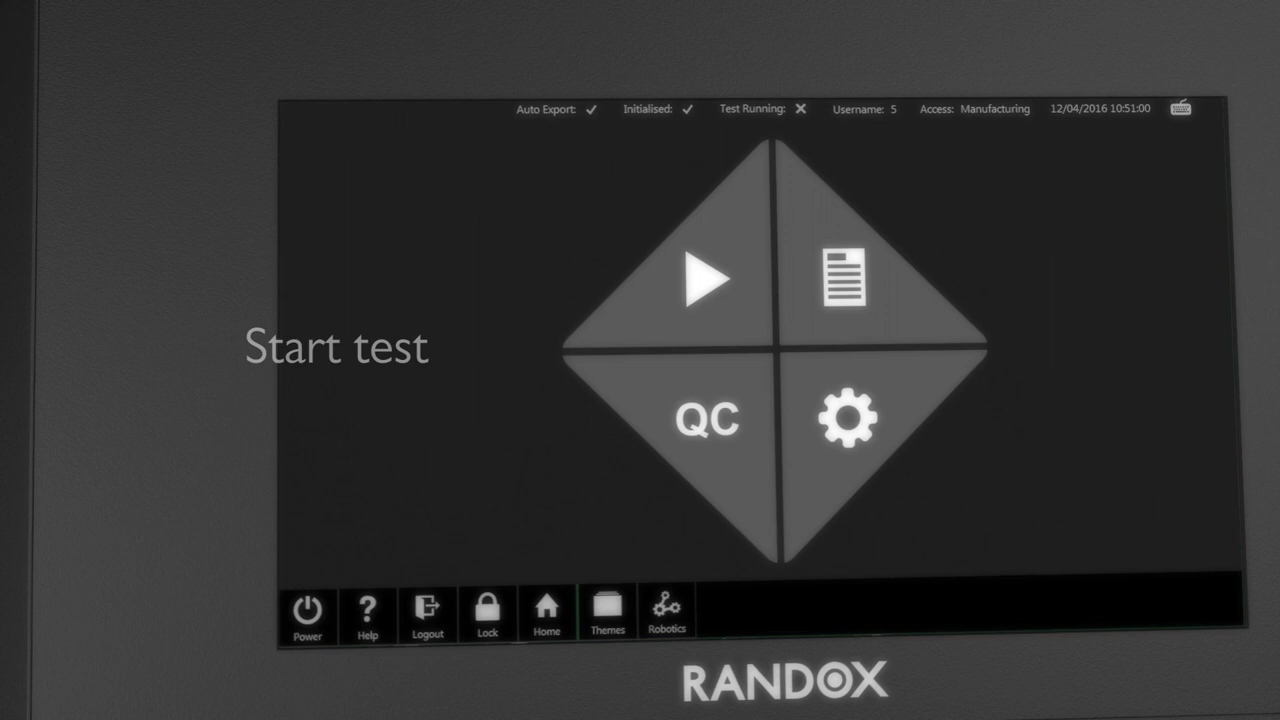 Auto Export: Initialised: Test Running: Username: 5 Access: Manufacturing 12/04/2016 10:51:00
Start test
QC
Power Help Logout Lock Home Themes Robotics
RANDOX